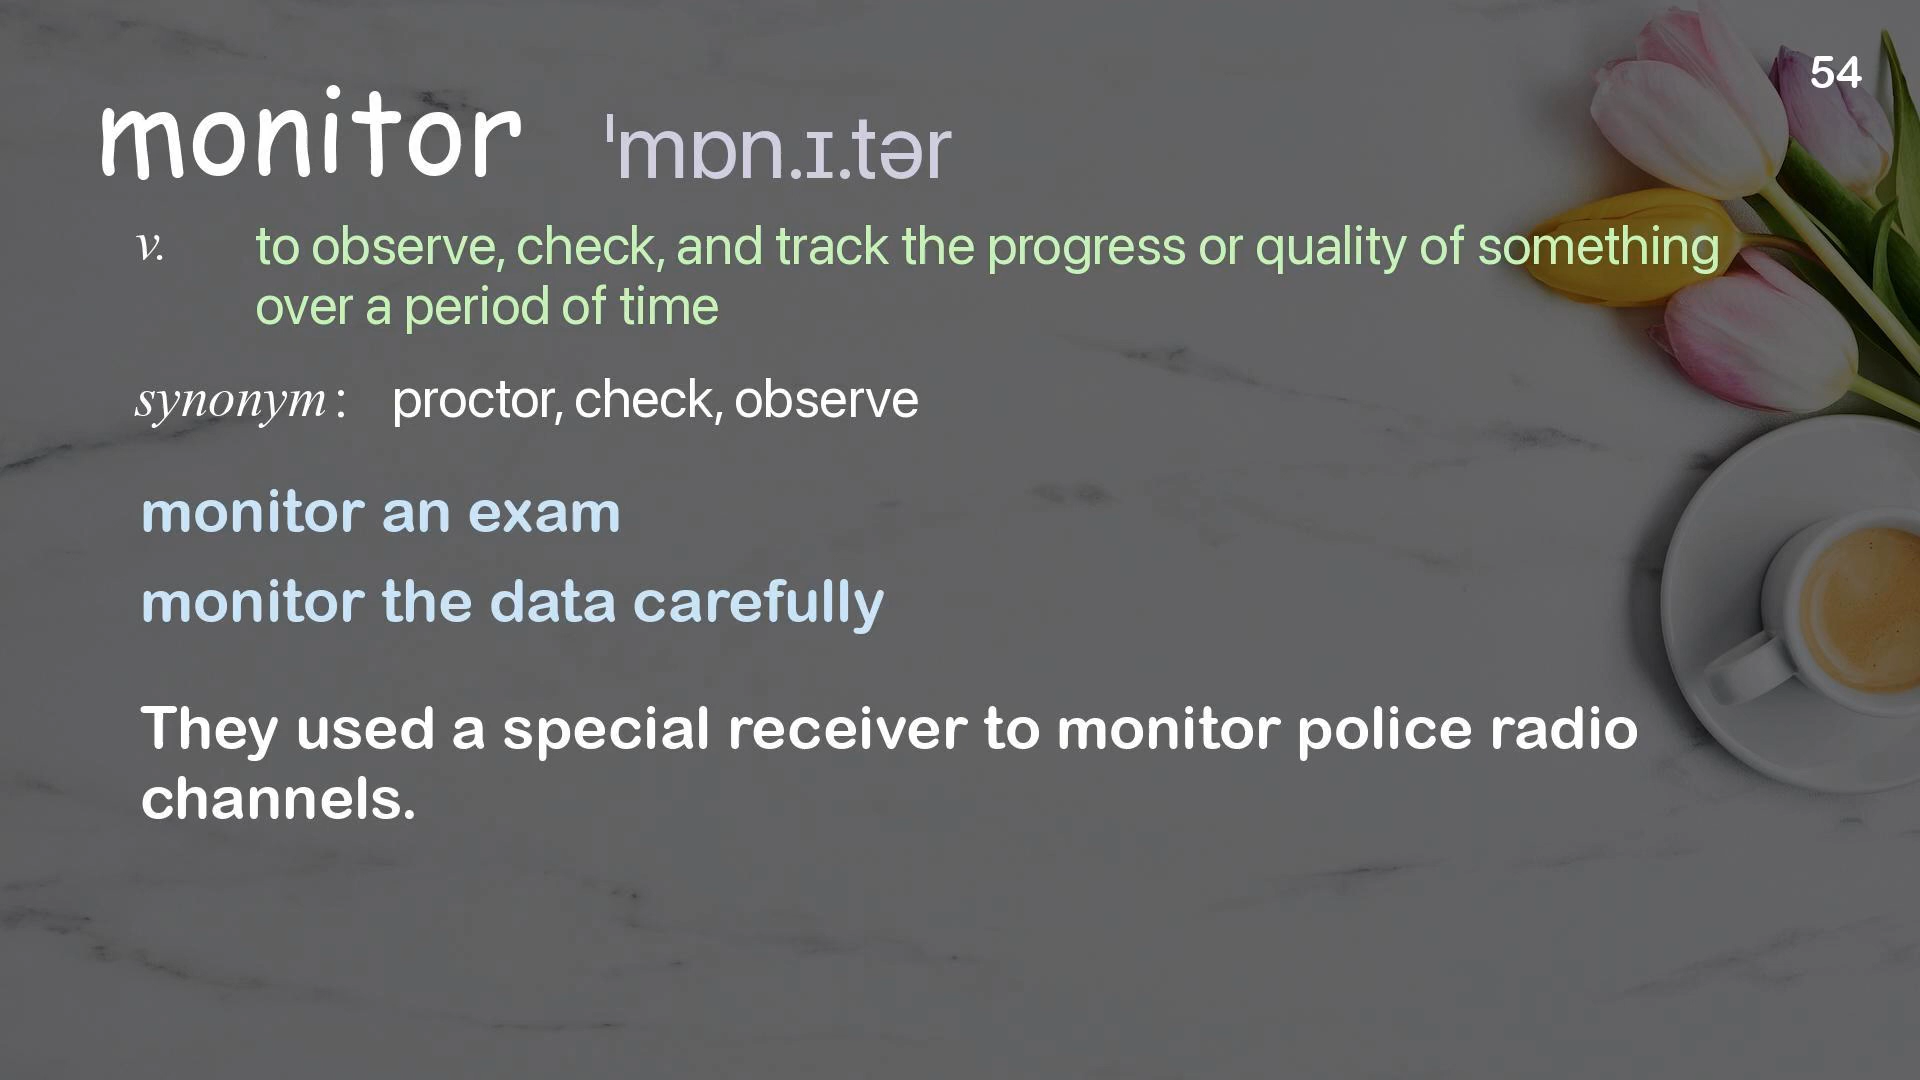 54
monitor ˈmɒn.ɪ.tər
v. to observe, check, and track the progress or quality of something
over a period of time
synonym: proctor, check, observe
monitor an exam
monitor the data carefully
They used a special receiver to monitor police radio
channels.